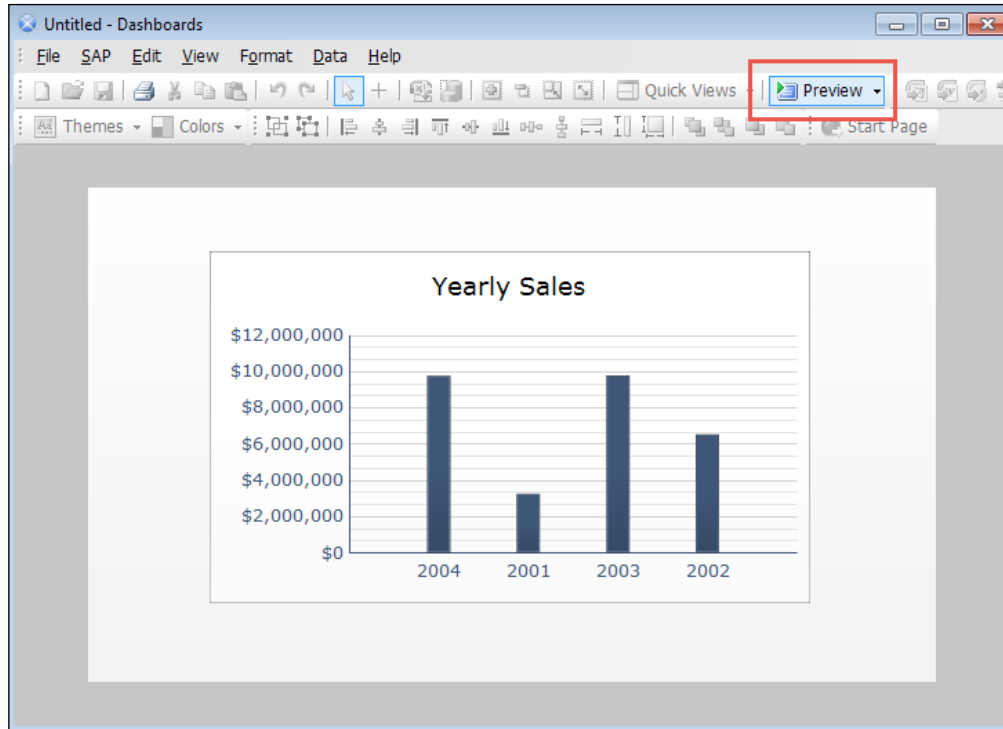 Untitled - Dashboards
File SAP Edit View Format Data Help
Quick Views Preview
Aa Themes Colors Start Page
Yearly Sales
$12,000,000
$10,000,000
$8,000,000
$6,000,000
$4,000,000
$2,000,000
$0
2004 2001 2003 2002